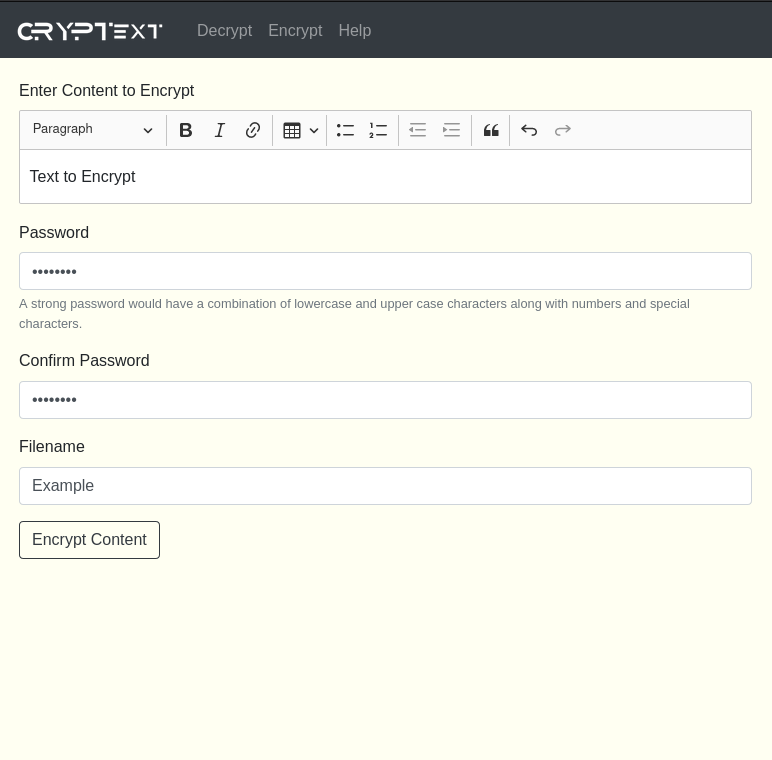 CRYPTEXT Decrypt Encrypt Help
Enter Content to Encrypt
Paragraph B I
Text to Encrypt
Password
••••••••
A strong password would have a combination of lowercase and upper case characters along with numbers and special
characters.
Confirm Password
••••••••
Filename
Example
Encrypt Content